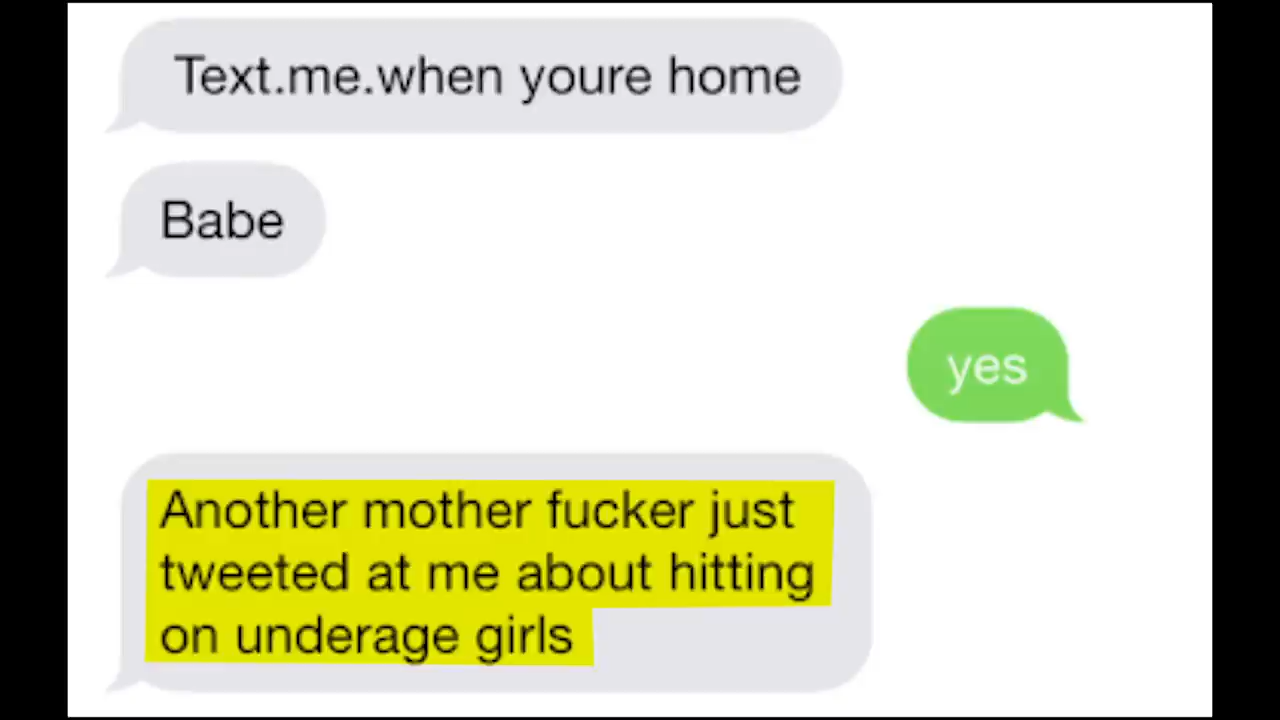 Text.me.when youre home
Babe
yes
Another mother fucker just
tweeted at me about hitting
on underage girls